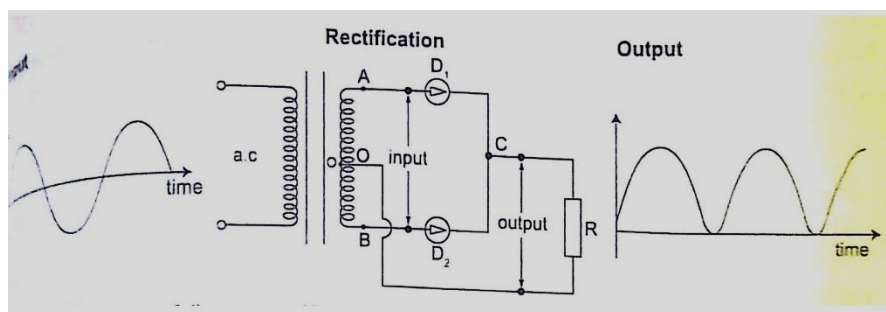 Rectification
Output
A
D1
a.c
O
input
C
time
output
R
B
D2
time